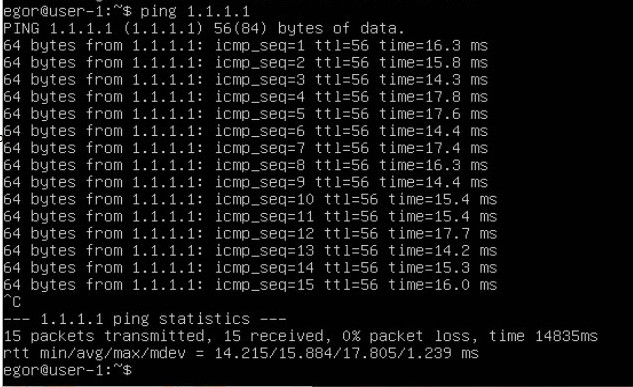 egor@user-1:~$ ping 1.1.1.1
PING 1.1.1.1 (1.1.1.1) 56(84) bytes of data.
64 bytes from 1.1.1.1: icmp_seq=1 ttl=56 time=16.3 ms
64 bytes from 1.1.1.1: icmp_seq=2 ttl=56 time=15.8 ms
64 bytes from 1.1.1.1: icmp_seq=3 ttl=56 time=14.3 ms
64 bytes from 1.1.1.1: icmp_seq=4 ttl=56 time=17.8 ms
64 bytes from 1.1.1.1: icmp_seq=5 ttl=56 time=17.6 ms
64 bytes from 1.1.1.1: icmp_seq=6 ttl=56 time=14.4 ms
64 bytes from 1.1.1.1: icmp_seq=7 ttl=56 time=17.4 ms
64 bytes from 1.1.1.1: icmp_seq=8 ttl=56 time=16.3 ms
64 bytes from 1.1.1.1: icmp_seq=9 ttl=56 time=14.4 ms
64 bytes from 1.1.1.1: icmp_seq=10 ttl=56 time=15.4 ms
64 bytes from 1.1.1.1: icmp_seq=11 ttl=56 time=15.4 ms
64 bytes from 1.1.1.1: icmp_seq=12 ttl=56 time=17.7 ms
64 bytes from 1.1.1.1: icmp_seq=13 ttl=56 time=14.2 ms
64 bytes from 1.1.1.1: icmp_seq=14 ttl=56 time=15.3 ms
64 bytes from 1.1.1.1: icmp_seq=15 ttl=56 time=16.0 ms
^C
--- 1.1.1.1 ping statistics ---
15 packets transmitted, 15 received, 0% packet loss, time 14835ms
rtt min/avg/max/mdev = 14.215/15.884/17.805/1.239 ms
egor@user-1:~$